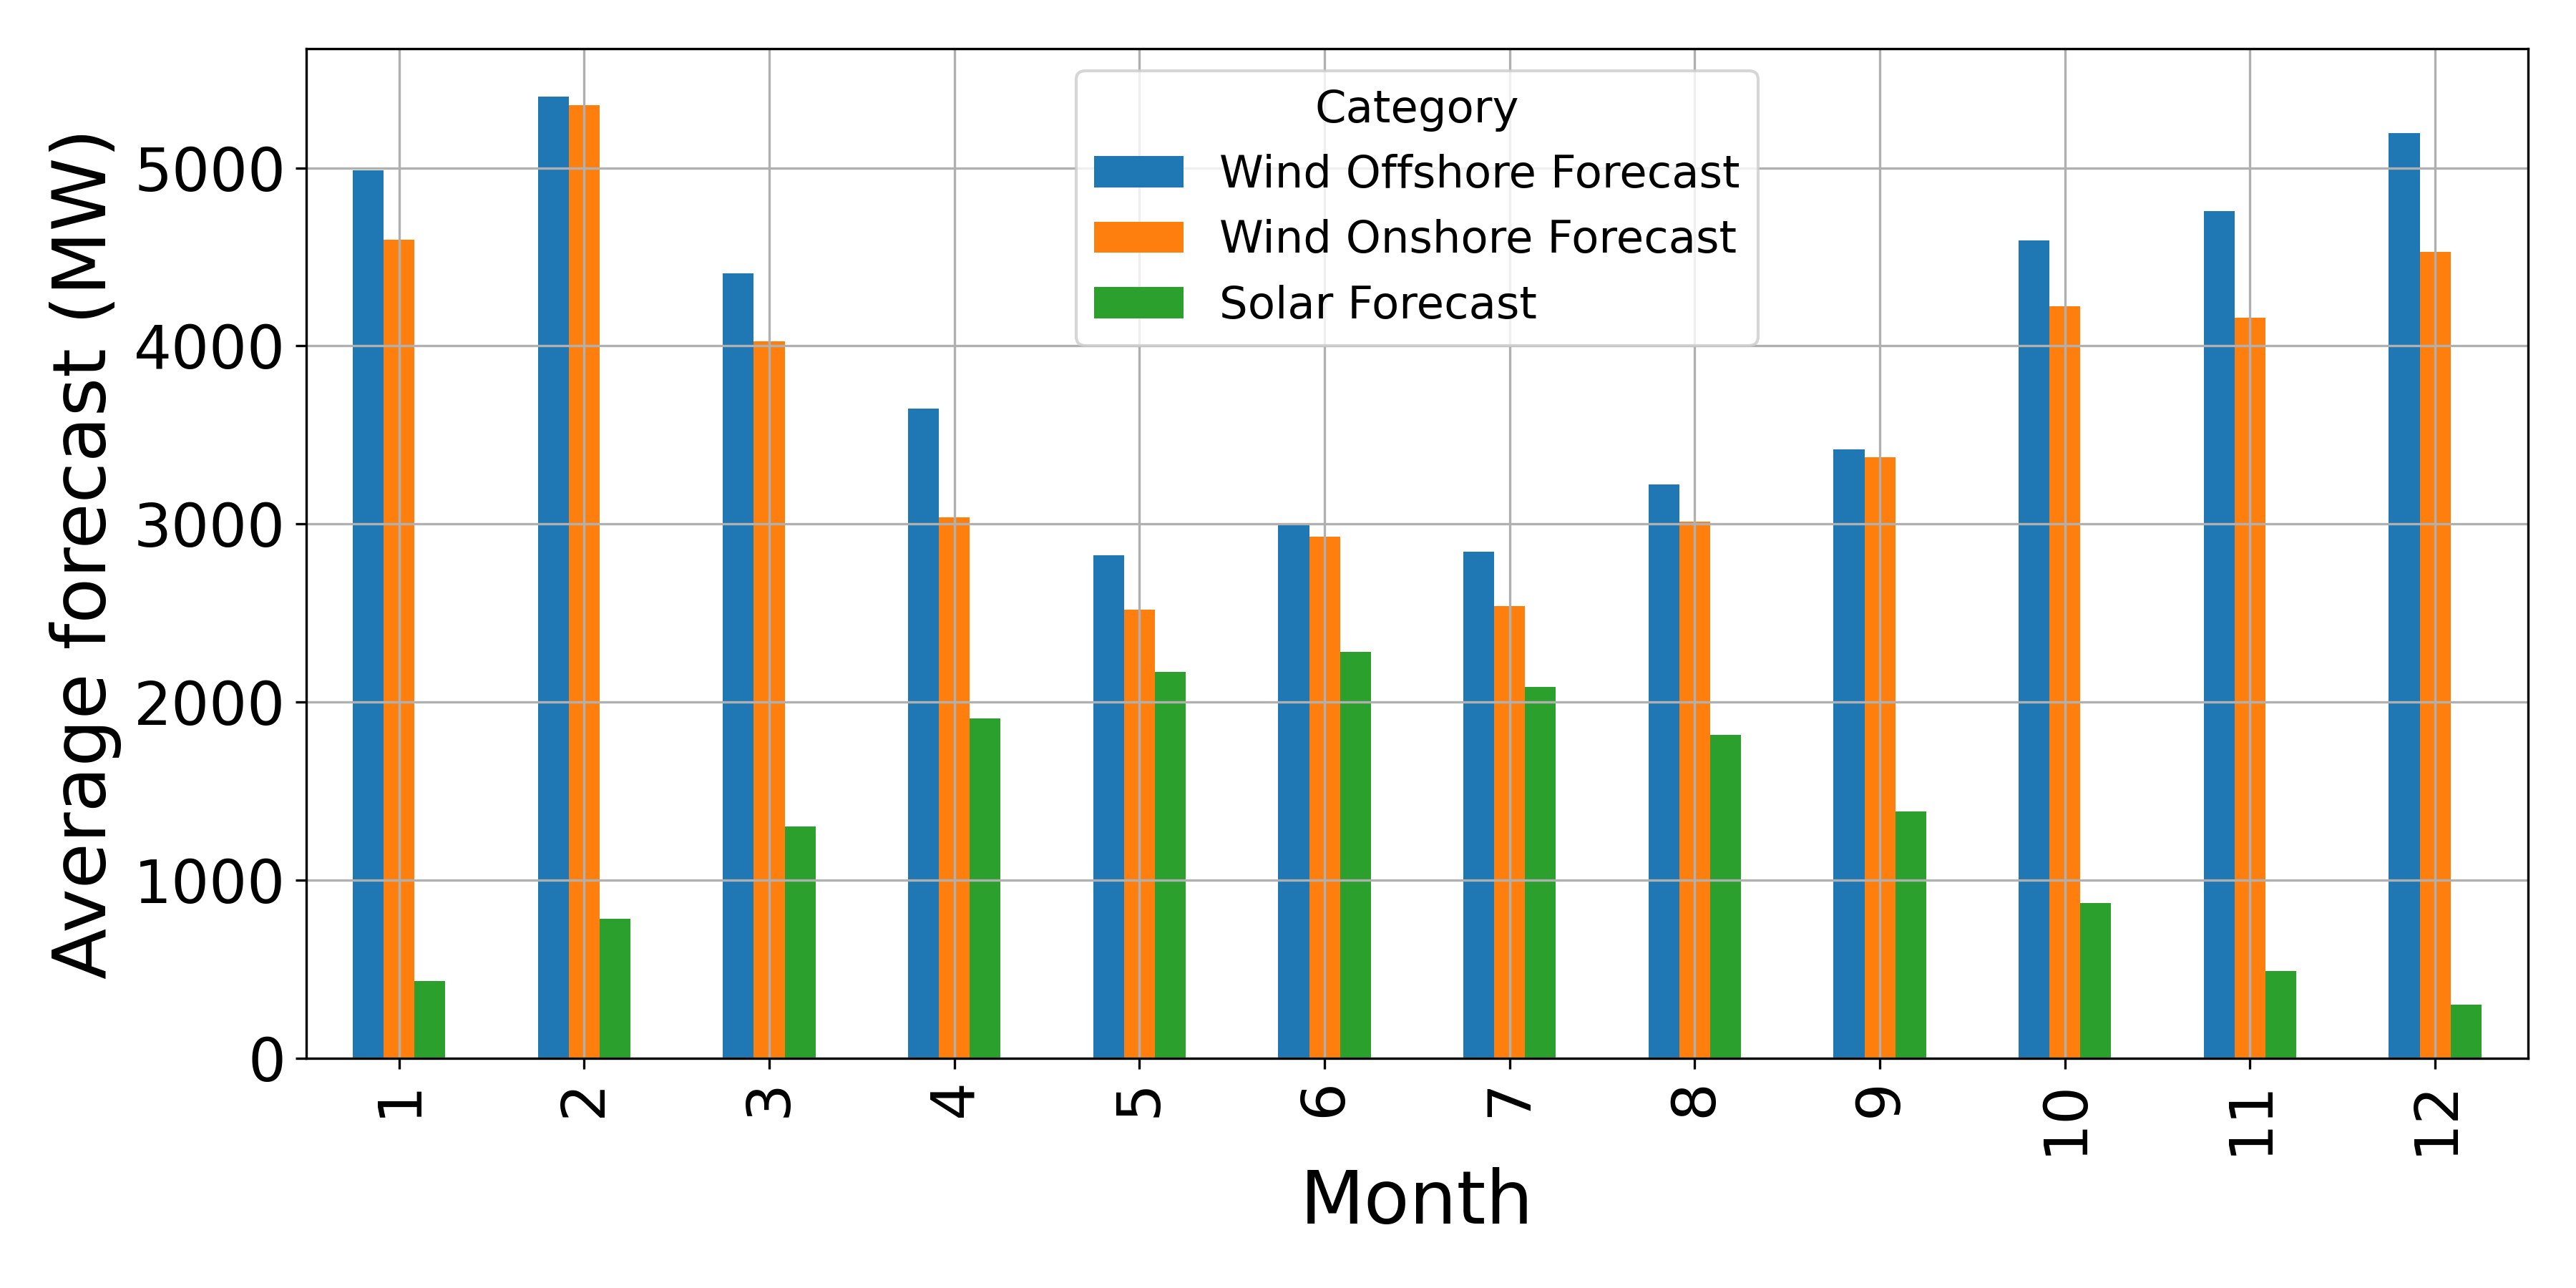 Category
Wind Offshore Forecast
Wind Onshore Forecast
Solar Forecast
Average forecast (MW)
5000
4000
3000
2000
1000
0
1 2 3 4 5 6 7 8 9 10 11 12
Month